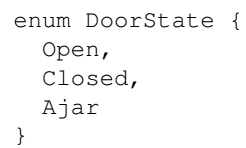 enum DoorState {
  Open,
  Closed,
  Ajar
}